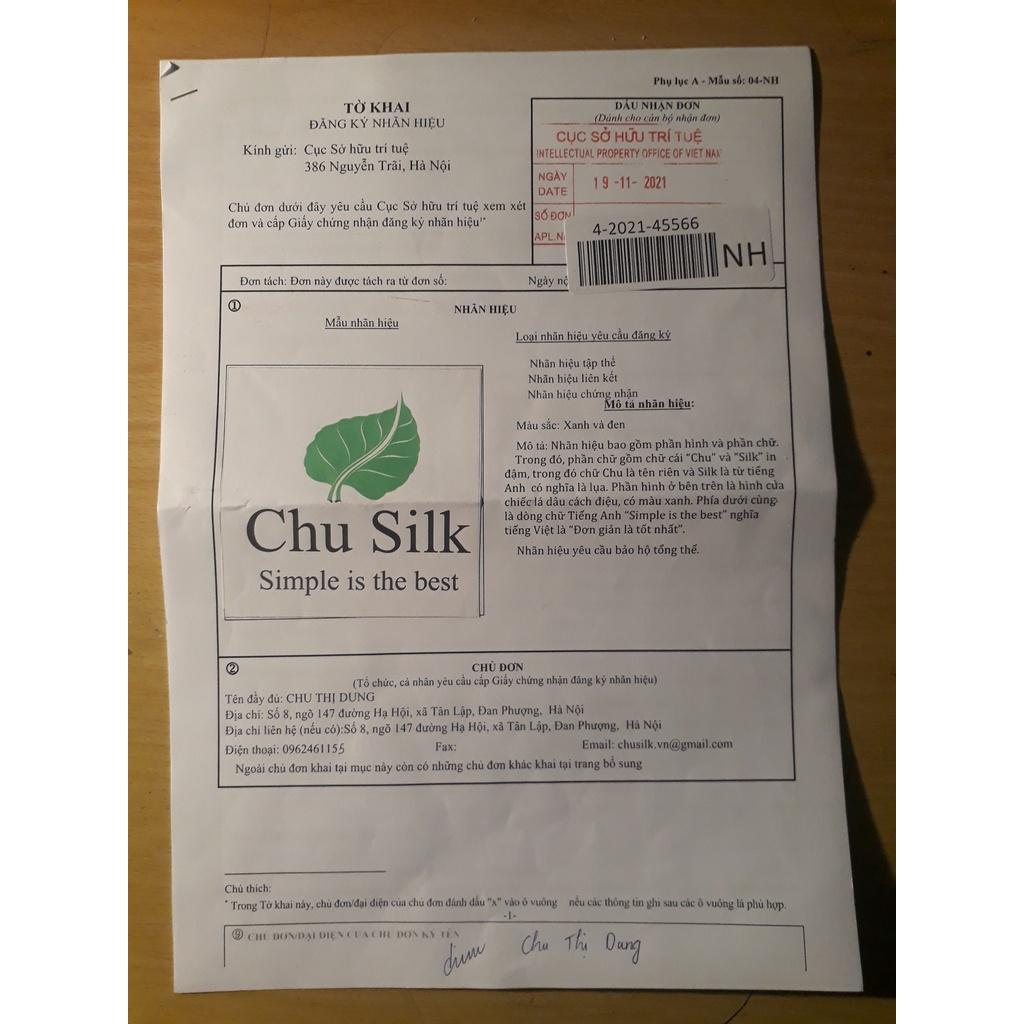 Phụ lục A - Mẫu số: 04-NH
TỜ KHAI
ĐĂNG KÝ NHÃN HIỆU
Kính gửi: Cục Sở hữu trí tuệ
386 Nguyễn Trãi, Hà Nội
Chủ đơn dưới đây yêu cầu Cục Sở hữu trí tuệ xem xét
đơn và cấp Giấy chứng nhận đăng ký nhãn hiệu*
DẤU NHẬN ĐƠN
(Dành cho cán bộ nhận đơn)
CỤC SỞ HỮU TRÍ TUỆ
INTELLECTUAL PROPERTY OFFICE OF VIET NAM
NGÀY
DATE
19-11-2021
SỐ ĐƠN
APL.N
4-2021-45566
NH
Đơn tách: Đơn này được tách ra từ đơn số:
Ngày nộ
①
NHÃN HIỆU
Mẫu nhãn hiệu
Chu Silk
Simple is the best
Loại nhãn hiệu yêu cầu đăng ký
Nhãn hiệu tập thể
Nhãn hiệu liên kết
Nhãn hiệu chứng nhận
Mô tả nhãn hiệu:
Màu sắc: Xanh và đen
Mô tả: Nhãn hiệu bao gồm phần hình và phần chữ.
Trong đó, phần chữ gồm chữ cái “Chu” và “Silk” in
đậm, trong đó chữ Chu là tên riên và Silk là từ tiếng
Anh có nghĩa là lụa. Phần hình ở bên trên là hình của
chiếc lá dâu cách điệu, có màu xanh. Phía dưới cùng
là dòng chữ Tiếng Anh “Simple is the best” nghĩa
tiếng Việt là “Đơn giản là tốt nhất”.
Nhãn hiệu yêu cầu bảo hộ tổng thể.
②
CHỦ ĐƠN
(Tổ chức, cá nhân yêu cầu cấp Giấy chứng nhận đăng ký nhãn hiệu)
Tên đầy đủ: CHU THỊ DUNG
Địa chỉ: Số 8, ngõ 147 đường Hạ Hội, xã Tân Lập, Đan Phượng, Hà Nội
Địa chỉ liên hệ (nếu có):Số 8, ngõ 147 đường Hạ Hội, xã Tân Lập, Đan Phượng, Hà Nội
Điện thoại: 0962461155 Fax: Email: chusilk.vn@gmail.com
Ngoài chủ đơn khai tại mục này còn có những chủ đơn khác khai tại trang bổ sung
Chú thích:
* Trong Tờ khai này, chủ đơn/đại diện của chủ đơn đánh dấu "x" vào ô vuông nếu các thông tin ghi sau các ô vuông là phù hợp.
-1-
⑨ CHỦ ĐƠN/ĐẠI DIỆN CỦA CHỦ ĐƠN KÝ TÊN
Chu Thị Dung